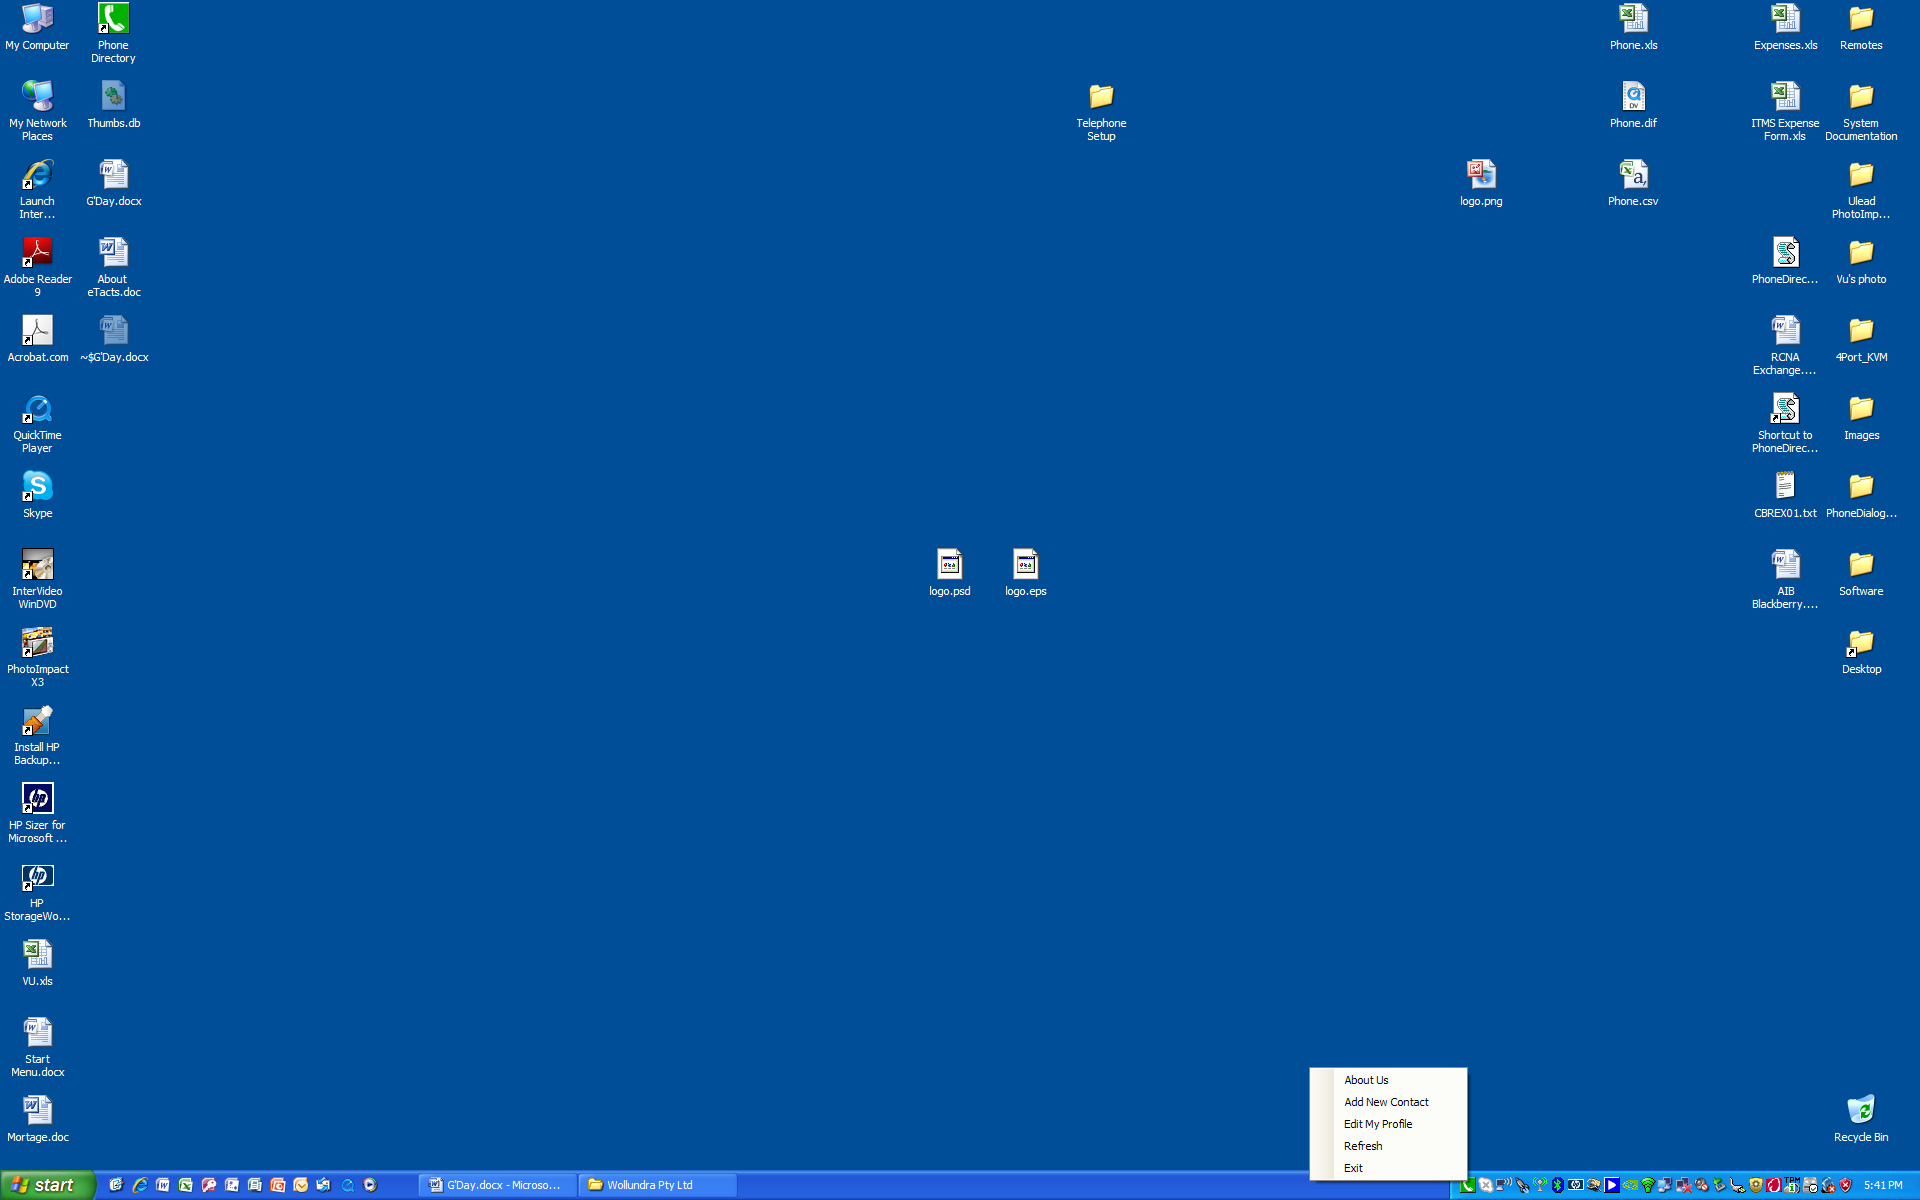 My Computer
Phone
Directory
My Network
Places
Thumbs.db
Launch
Inter...
G'Day.docx
Adobe Reader
9
About
eTacts.doc
Acrobat.com
~$G'Day.docx
QuickTime
Player
Skype
InterVideo
WinDVD
PhotoImpact
X3
Install HP
Backup...
HP Sizer for
Microsoft ...
HP
StorageWo...
VU.xls
Start
Menu.docx
Mortage.doc
Telephone
Setup
logo.psd
logo.eps
logo.png
Phone.xls
Phone.dif
Phone.csv
Expenses.xls
Remotes
ITMS Expense
Form.xls
System
Documentation
Ulead
PhotoImp...
PhoneDirec...
Vu's photo
RCNA
Exchange....
4Port_KVM
Shortcut to
PhoneDirec...
Images
CBREX01.txt
PhoneDialog...
AIB
Blackberry....
Software
Desktop
Recycle Bin
About Us
Add New Contact
Edit My Profile
Refresh
Exit
start
G'Day.docx - Microso...
Wollundra Pty Ltd
5:41 PM